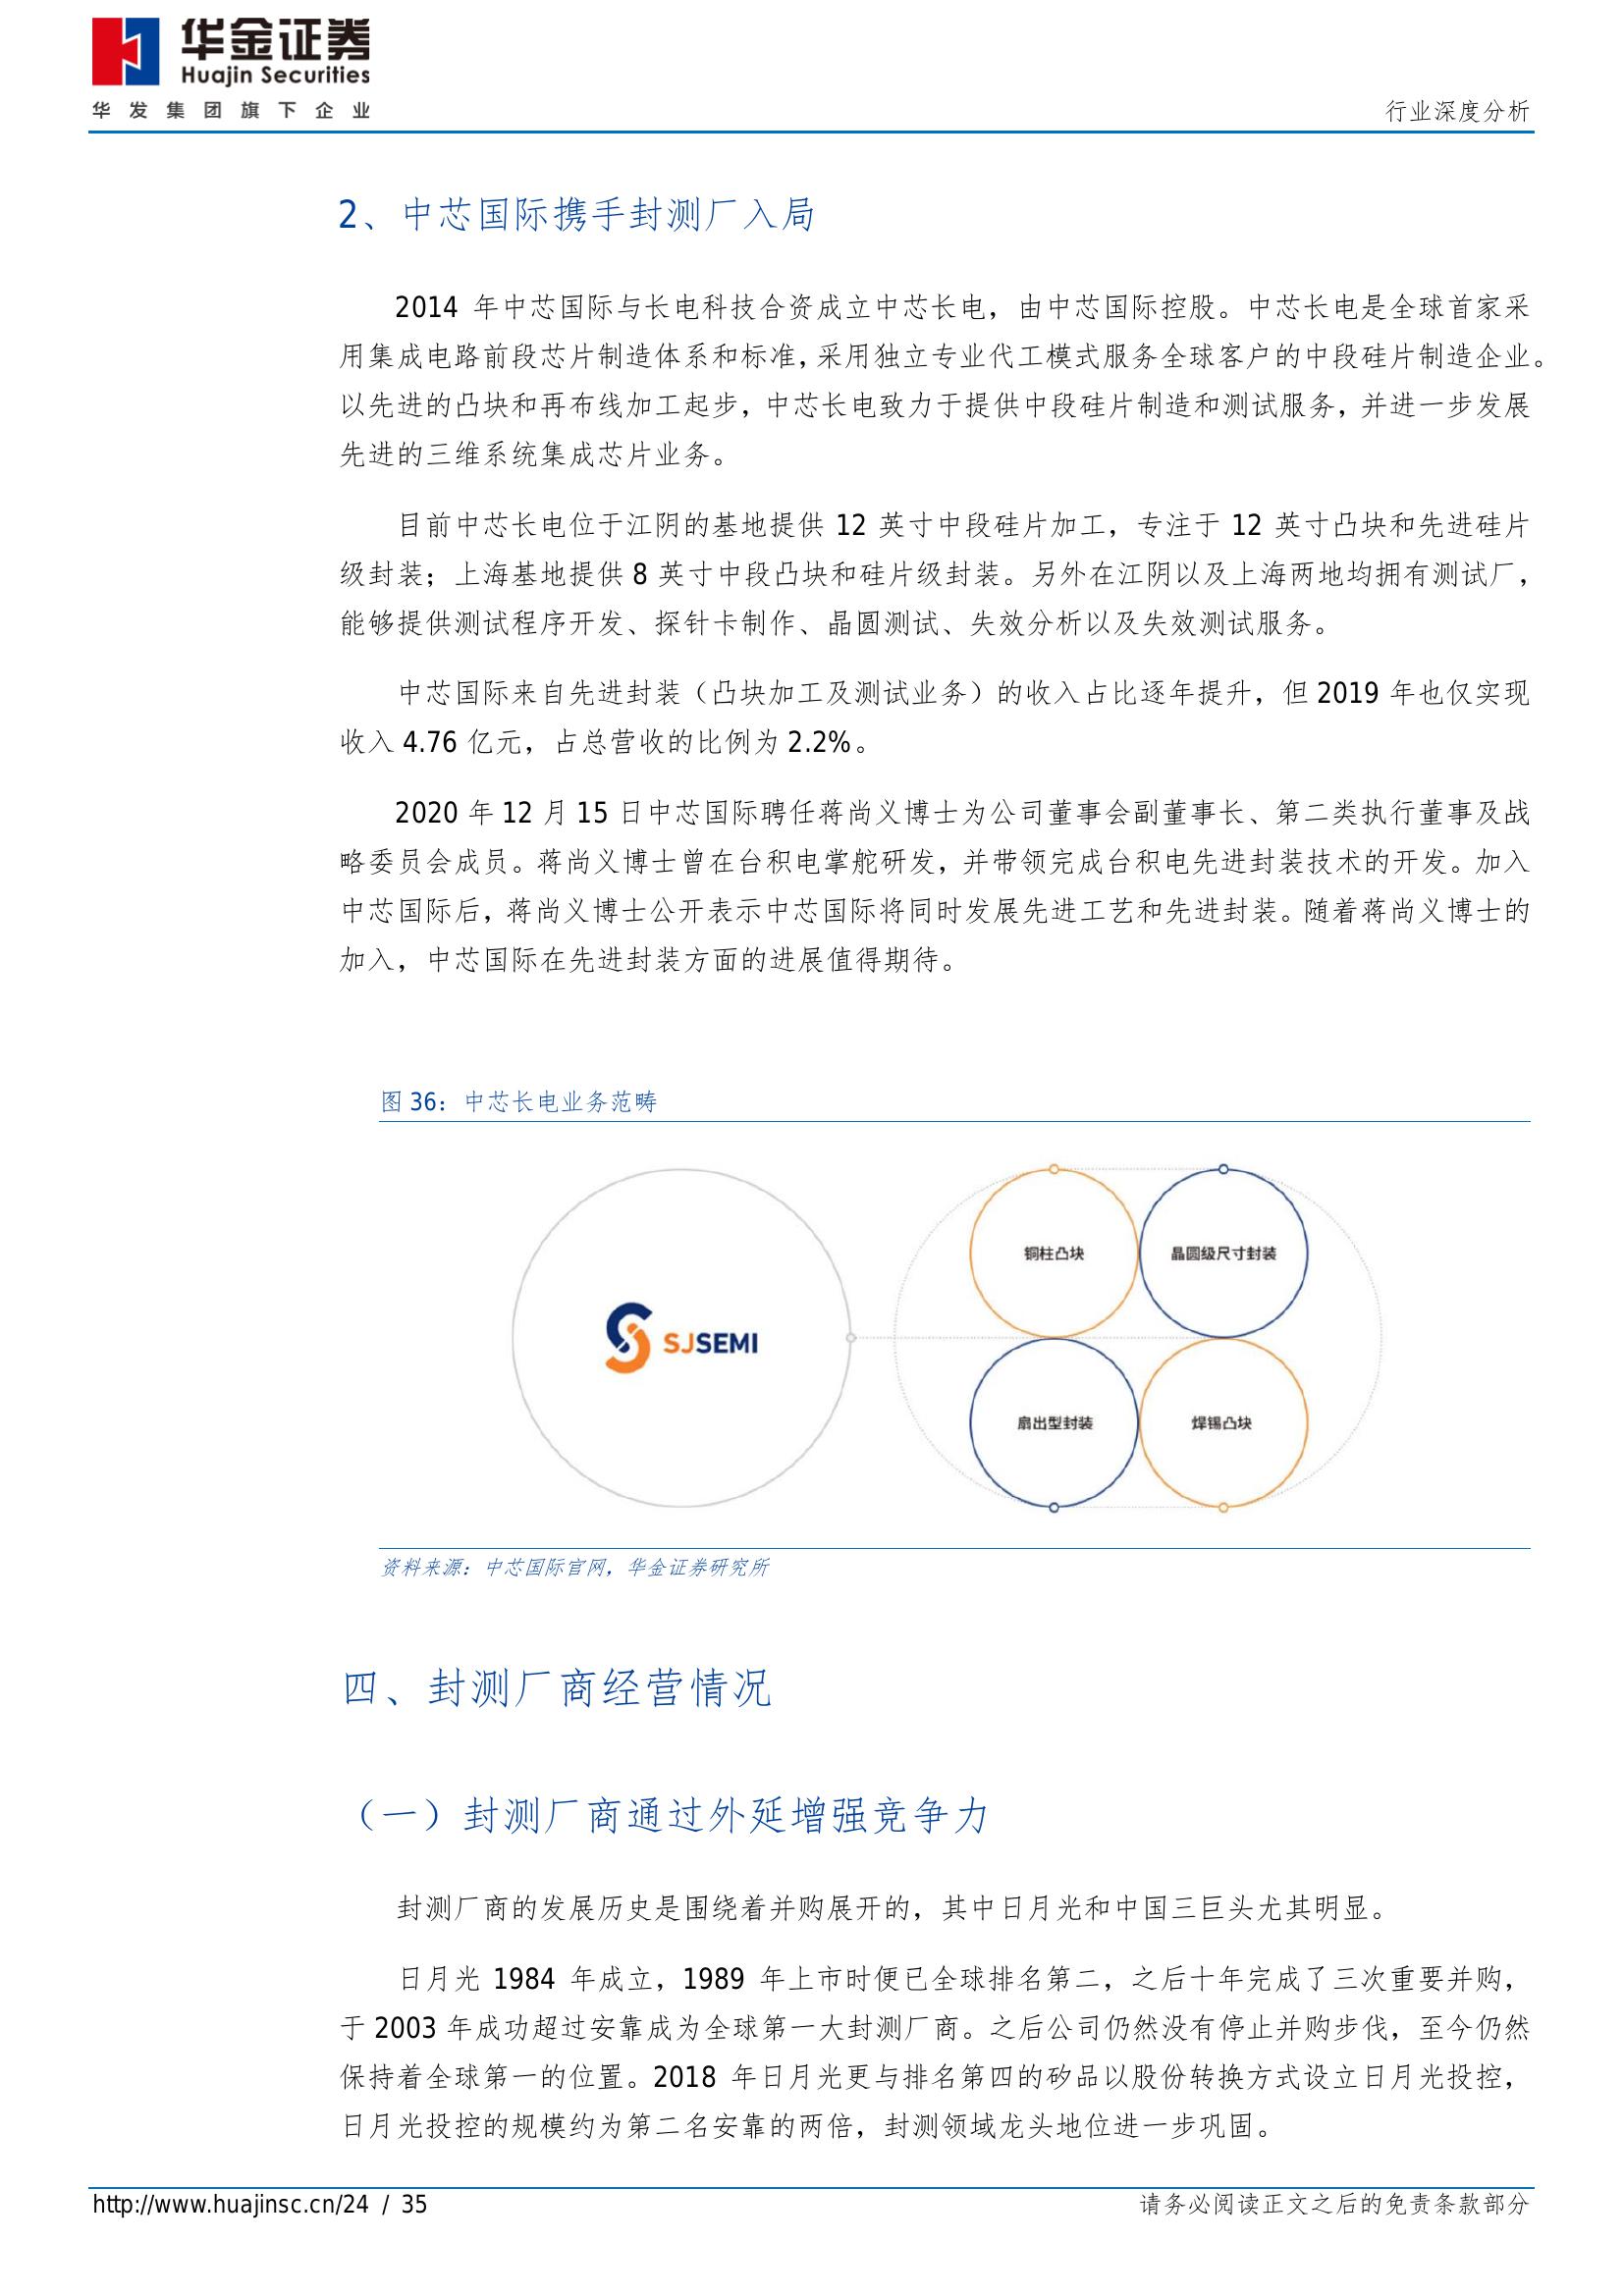 华金证券
Huajin Securities
华发集团旗下企业
行业深度分析
2、中芯国际携手封测厂入局
2014 年中芯国际与长电科技合资成立中芯长电，由中芯国际控股。中芯长电是全球首家采
用集成电路前段芯片制造体系和标准，采用独立专业代工模式服务全球客户的中段硅片制造企业。
以先进的凸块和再布线加工起步，中芯长电致力于提供中段硅片制造和测试服务，并进一步发展
先进的三维系统集成芯片业务。
目前中芯长电位于江阴的基地提供 12 英寸中段硅片加工，专注于 12 英寸凸块和先进硅片
级封装；上海基地提供 8 英寸中段凸块和硅片级封装。另外在江阴以及上海两地均拥有测试厂，
能够提供测试程序开发、探针卡制作、晶圆测试、失效分析以及失效测试服务。
中芯国际来自先进封装（凸块加工及测试业务）的收入占比逐年提升，但 2019 年也仅实现
收入 4.76 亿元，占总营收的比例为 2.2%。
2020 年 12 月 15 日中芯国际聘任蒋尚义博士为公司董事会副董事长、第二类执行董事及战
略委员会成员。蒋尚义博士曾在台积电掌舵研发，并带领完成台积电先进封装技术的开发。加入
中芯国际后，蒋尚义博士公开表示中芯国际将同时发展先进工艺和先进封装。随着蒋尚义博士的
加入，中芯国际在先进封装方面的进展值得期待。
图 36：中芯长电业务范畴
SJSEMI
铜柱凸块
晶圆级尺寸封装
扇出型封装
焊锡凸块
资料来源：中芯国际官网，华金证券研究所
四、封测厂商经营情况
（一）封测厂商通过外延增强竞争力
封测厂商的发展历史是围绕着并购展开的，其中日月光和中国三巨头尤其明显。
日月光 1984 年成立，1989 年上市时便已全球排名第二，之后十年完成了三次重要并购，
于 2003 年成功超过安靠成为全球第一大封测厂商。之后公司仍然没有停止并购步伐，至今仍然
保持着全球第一的位置。2018 年日月光更与排名第四的矽品以股份转换方式设立日月光投控，
日月光投控的规模约为第二名安靠的两倍，封测领域龙头地位进一步巩固。
http://www.huajinsc.cn/24 / 35
请务必阅读正文之后的免责条款部分